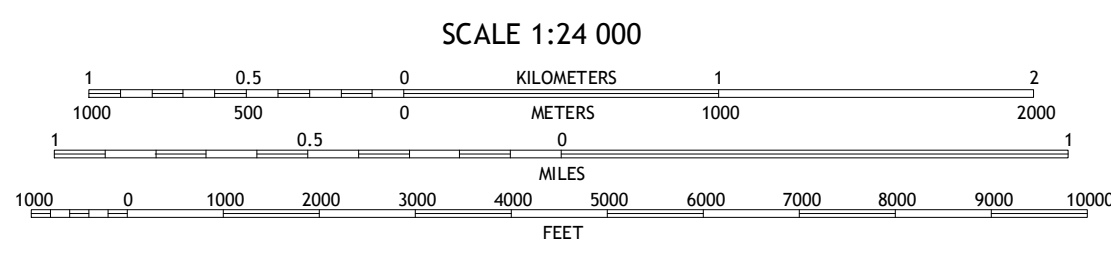 SCALE 1:24 000
1 0.5 0 KILOMETERS 1 2
1000 500 0 METERS 1000 2000
1 0.5 0 1
MILES
1000 0 1000 2000 3000 4000 5000 6000 7000 8000 9000 10000
FEET